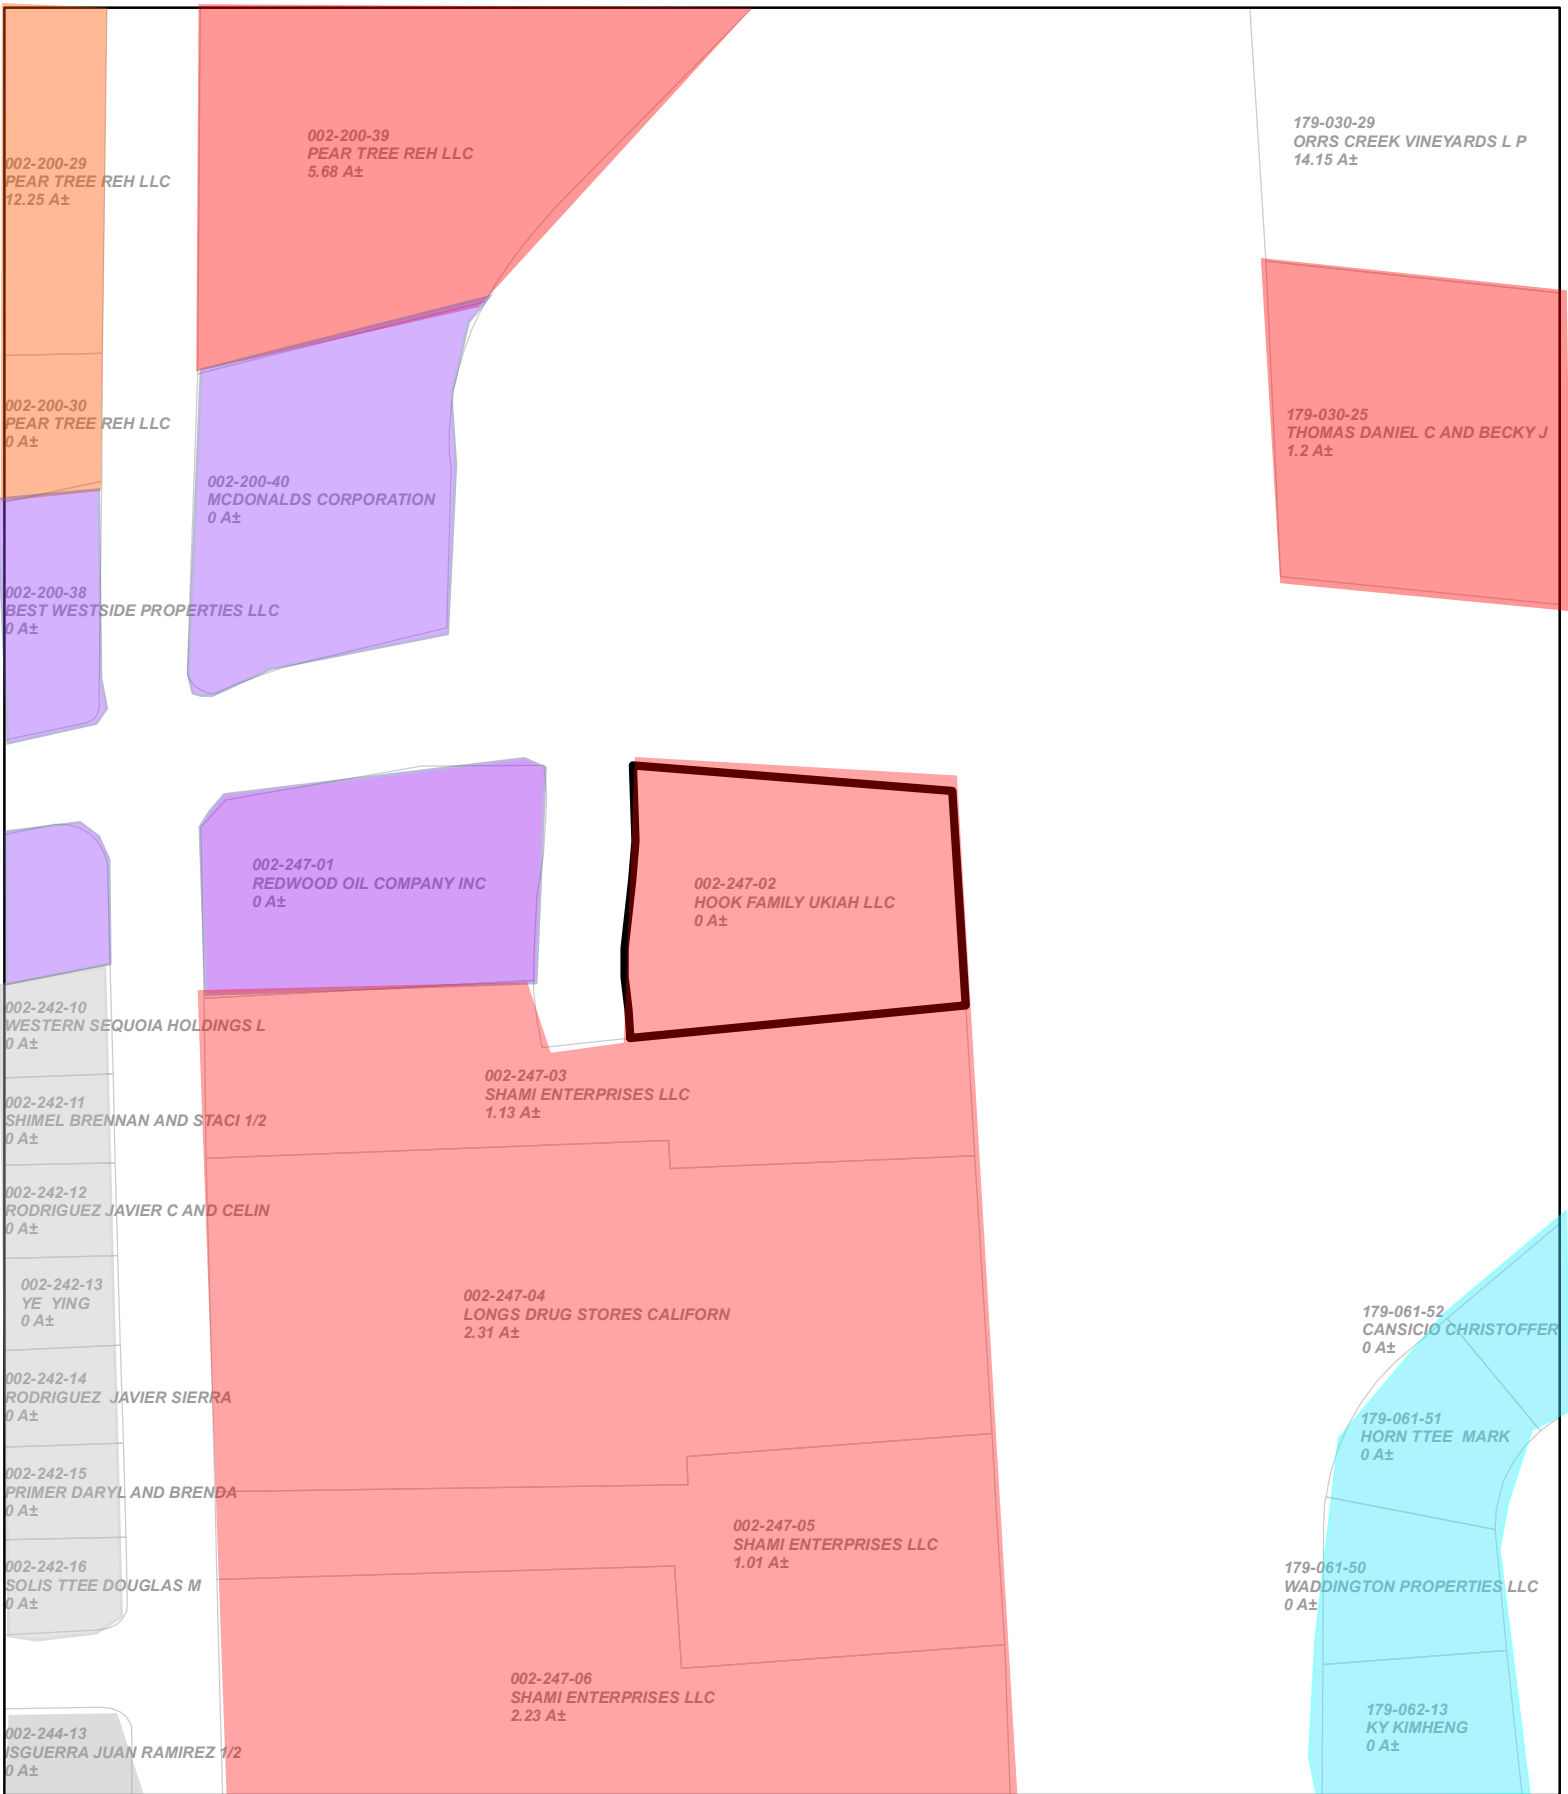 002-200-39
PEAR TREE REH LLC
5.68 A±
179-030-29
ORRS CREEK VINEYARDS L P
14.15 A±
002-200-29
PEAR TREE REH LLC
12.25 A±
002-200-30
PEAR TREE REH LLC
0 A±
179-030-25
THOMAS DANIEL C AND BECKY J
1.2 A±
002-200-40
MCDONALDS CORPORATION
0 A±
002-200-38
BEST WESTSIDE PROPERTIES LLC
0 A±
002-247-01
REDWOOD OIL COMPANY INC
0 A±
002-247-02
HOOK FAMILY UKIAH LLC
0 A±
002-242-10
WESTERN SEQUOIA HOLDINGS L
0 A±
002-247-03
SHAMI ENTERPRISES LLC
1.13 A±
002-242-11
SHIMEL BRENNAN AND STACI 1/2
0 A±
002-242-12
RODRIGUEZ JAVIER C AND CELIN
0 A±
002-242-13
YE YING
0 A±
002-247-04
LONGS DRUG STORES CALIFORN
2.31 A±
179-061-52
CANSICIO CHRISTOFFER
0 A±
002-242-14
RODRIGUEZ JAVIER SIERRA
0 A±
179-061-51
HORN TTEE MARK
0 A±
002-242-15
PRIMER DARYL AND BRENDA
0 A±
002-247-05
SHAMI ENTERPRISES LLC
1.01 A±
002-242-16
SOLIS TTEE DOUGLAS M
0 A±
179-061-50
WADDINGTON PROPERTIES LLC
0 A±
002-247-06
SHAMI ENTERPRISES LLC
2.23 A±
179-062-13
KY KIMHENG
0 A±
002-244-13
ISGUERRA JUAN RAMIREZ 1/2
0 A±